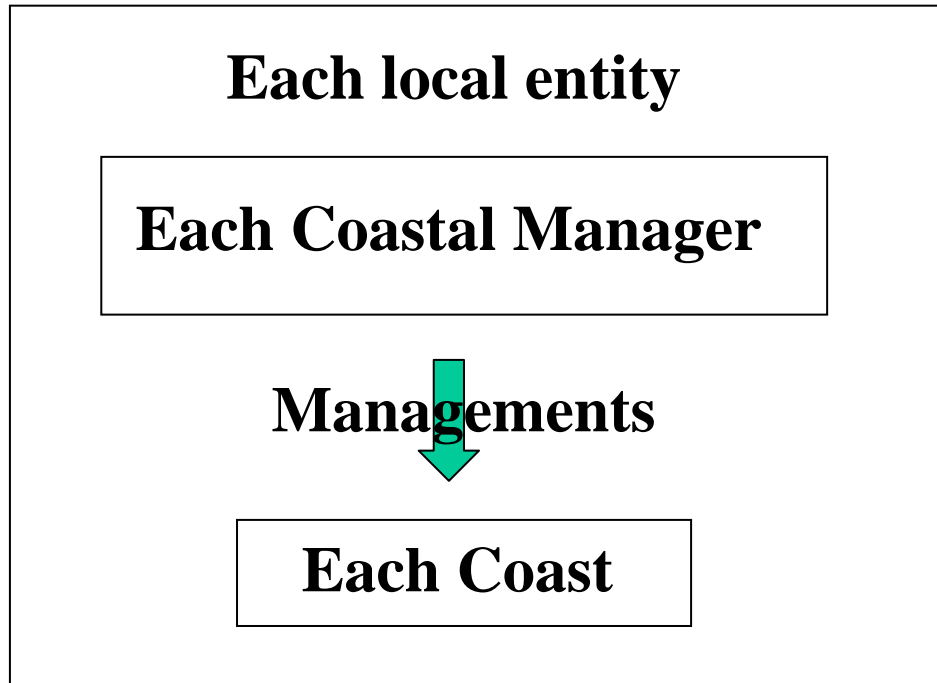 Each local entity
Each Coastal Manager
Managements
Each Coast